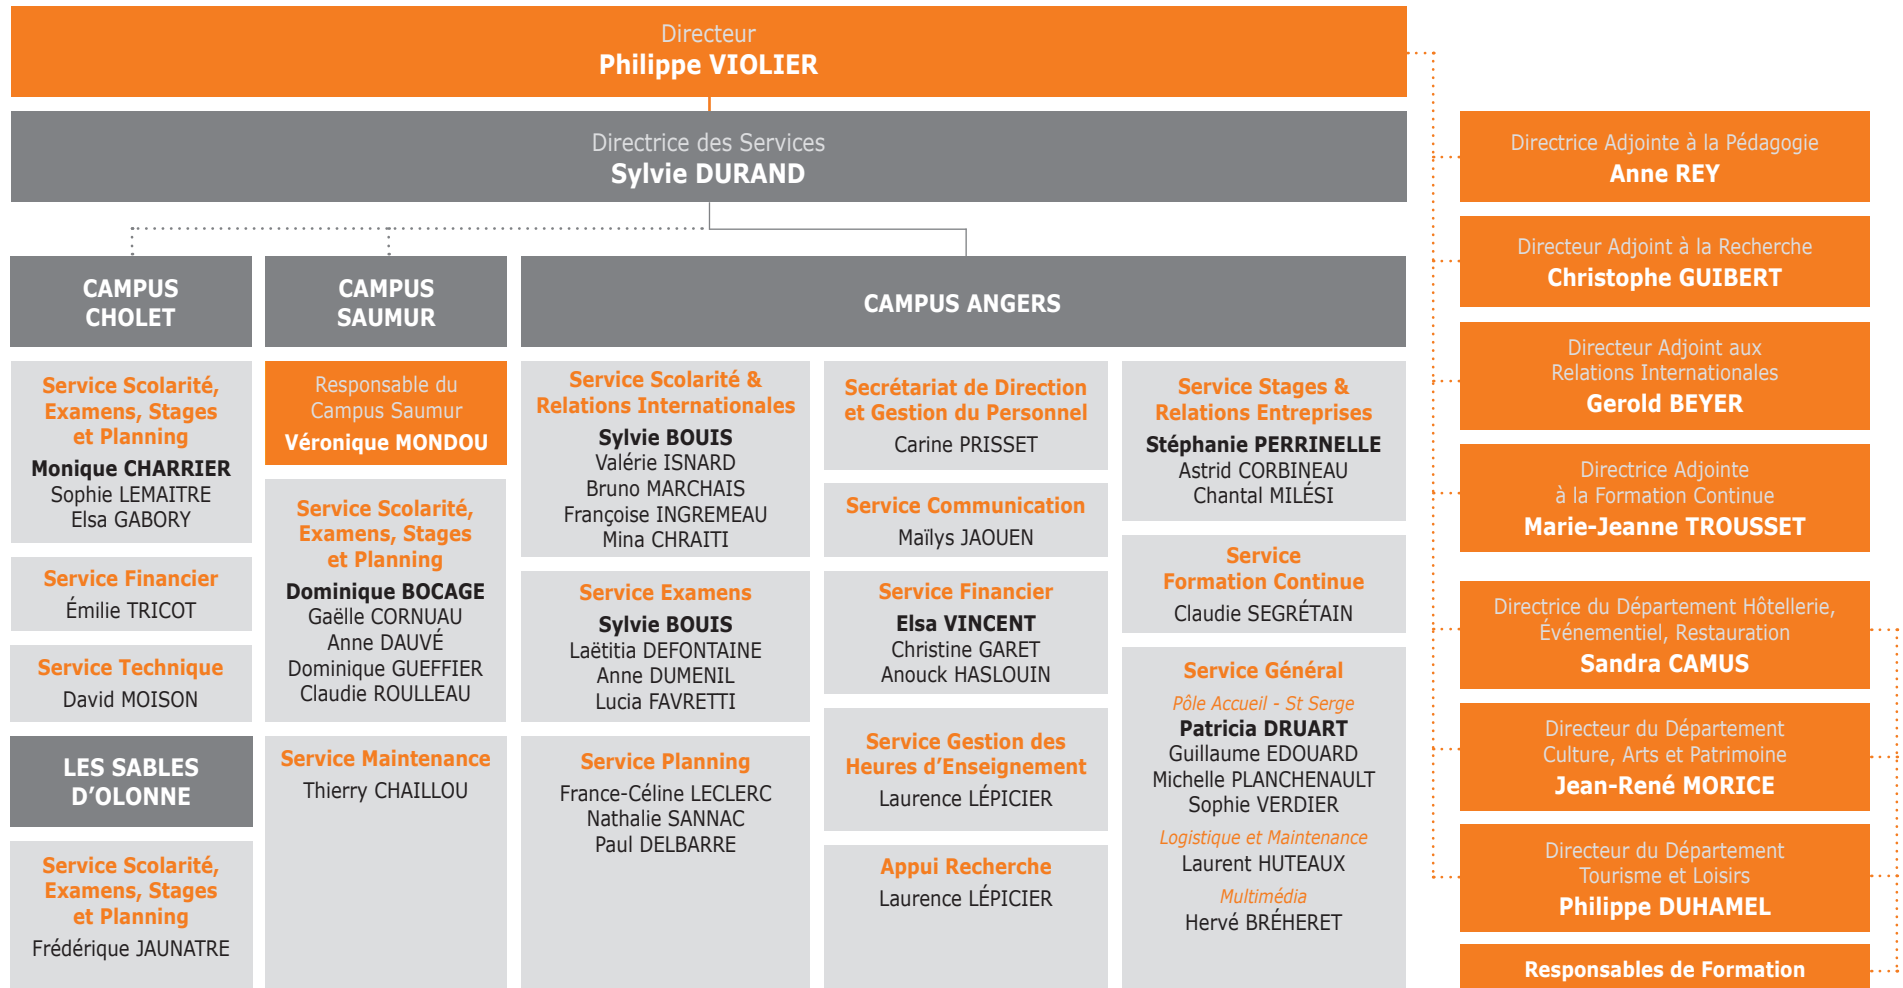 Directeur
Philippe VIOLIER
Directrice des Services
Sylvie DURAND
CAMPUS
CHOLET
Service Scolarité,
Examens, Stages
et Planning
Monique CHARRIER
Sophie LEMAITRE
Elsa GABORY
Service Financier
Émilie TRICOT
Service Technique
David MOISON
LES SABLES
D’OLONNE
Service Scolarité,
Examens, Stages
et Planning
Frédérique JAUNATRE
CAMPUS
SAUMUR
Responsable du
Campus Saumur
Véronique MONDOU
Service Scolarité,
Examens, Stages
et Planning
Dominique BOCAGE
Gaëlle CORNUAU
Anne DAUVÉ
Dominique GUEFFIER
Claudie ROULLEAU
Service Maintenance
Thierry CHAILLOU
CAMPUS ANGERS
Service Scolarité &
Relations Internationales
Sylvie BOUIS
Valérie ISNARD
Bruno MARCHAIS
Françoise INGREMEAU
Mina CHRAITI
Service Examens
Sylvie BOUIS
Laëtitia DEFONTAINE
Anne DUMENIL
Lucia FAVRETTI
Service Planning
France-Céline LECLERC
Nathalie SANNAC
Paul DELBARRE
Secrétariat de Direction
et Gestion du Personnel
Carine PRISSET
Service Communication
Maïlys JAOUEN
Service Financier
Elsa VINCENT
Christine GARET
Anouck HASLOUIN
Service Gestion des
Heures d’Enseignement
Laurence LÉPICIER
Appui Recherche
Laurence LÉPICIER
Service Stages &
Relations Entreprises
Stéphanie PERRINELLE
Astrid CORBINEAU
Chantal MILÉSI
Service
Formation Continue
Claudie SEGRÉTAIN
Service Général
Pôle Accueil - St Serge
Patricia DRUART
Guillaume EDOUARD
Michelle PLANCHENAULT
Sophie VERDIER
Logistique et Maintenance
Laurent HUTEAUX
Multimédia
Hervé BRÉHERET
Directrice Adjointe à la Pédagogie
Anne REY
Directeur Adjoint à la Recherche
Christophe GUIBERT
Directeur Adjoint aux
Relations Internationales
Gerold BEYER
Directrice Adjointe
à la Formation Continue
Marie-Jeanne TROUSSET
Directrice du Département Hôtellerie,
Événementiel, Restauration
Sandra CAMUS
Directeur du Département
Culture, Arts et Patrimoine
Jean-René MORICE
Directeur du Département
Tourisme et Loisirs
Philippe DUHAMEL
Responsables de Formation